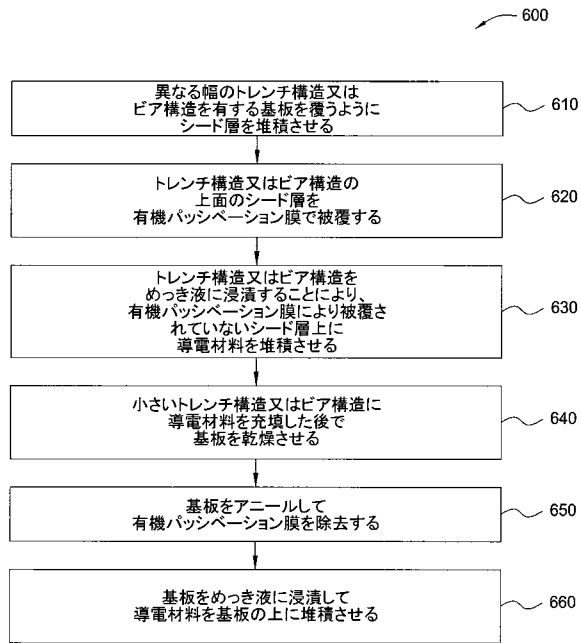 600
異なる幅のトレンチ構造又は
ビア構造を有する基板を覆うように
シード層を堆積させる
610
トレンチ構造又はビア構造の
上面のシード層を
有機パッシベーション膜で被覆する
620
トレンチ構造又はビア構造を
めっき液に浸漬することにより、
有機パッシベーション膜により被覆さ
れていないシード層上に
導電材料を堆積させる
630
小さいトレンチ構造又はビア構造に
導電材料を充填した後で
基板を乾燥させる
640
基板をアニールして
有機パッシベーション膜を除去する
650
基板をめっき液に浸漬して
導電材料を基板の上に堆積させる
660